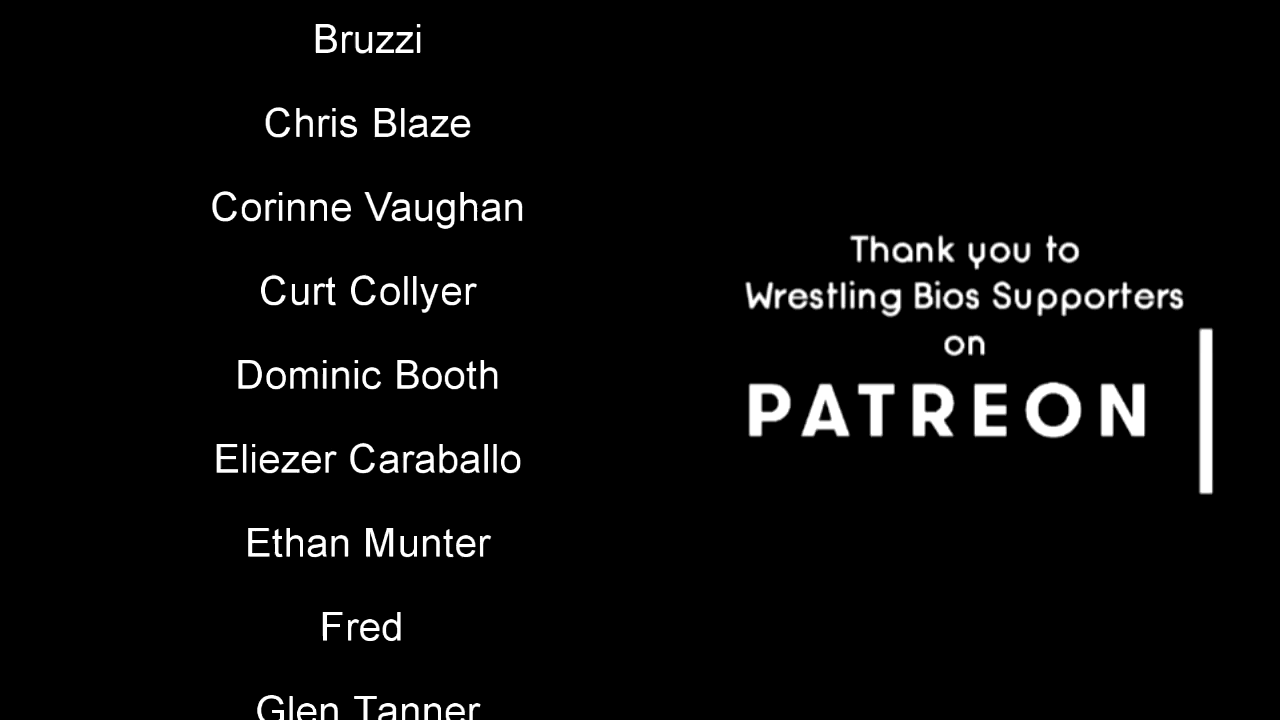 Bruzzi
Chris Blaze
Corinne Vaughan
Curt Collyer
Dominic Booth
Eliezer Caraballo
Ethan Munter
Fred
Glen Tanner
Thank you to
Wrestling Bios Supporters
on
PATREON